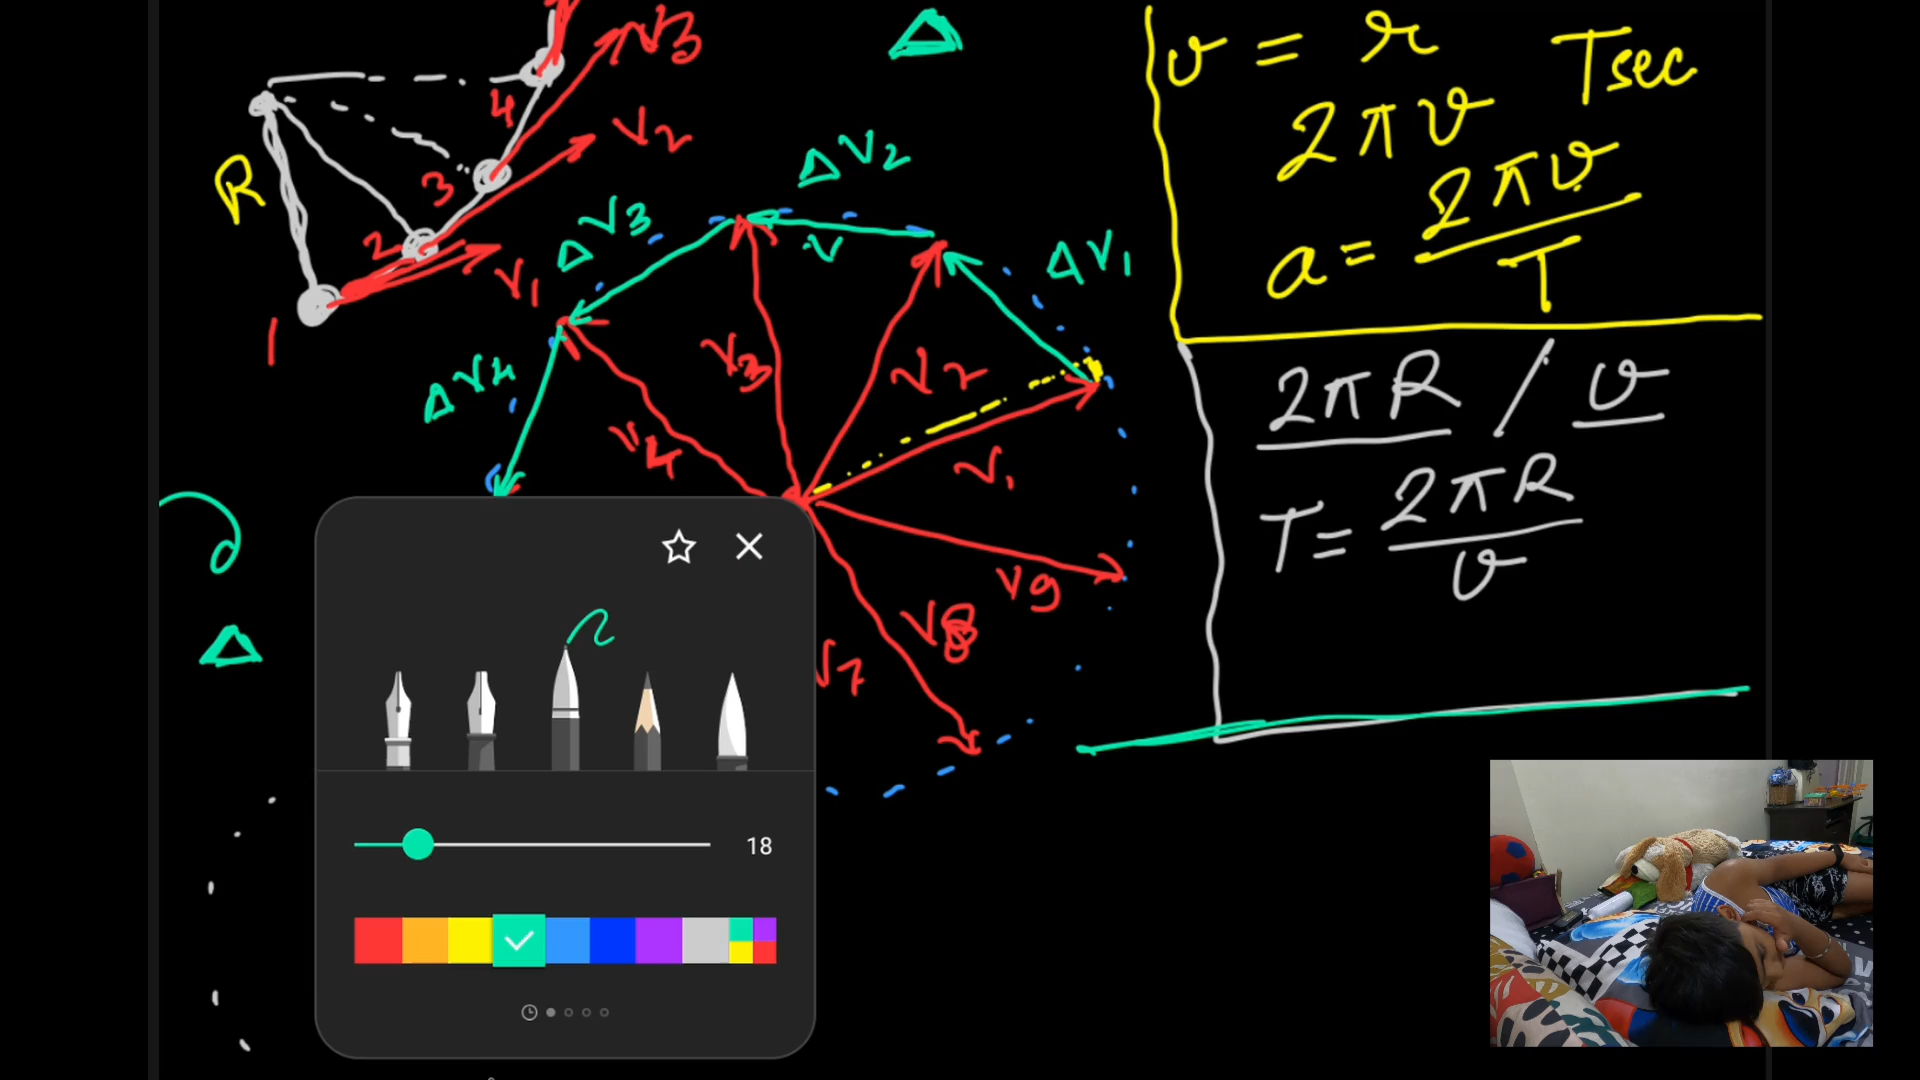 V3
4
V2
R
3
2
V1
1
Δ
ΔV2
ΔV3
V
ΔV1
ΔV4
V3
V2
V4
V1
V9
V8
V7
Δ
v = r
T sec
2πv
a = 2πv / T
2πR / v
T = 2πR / v
18